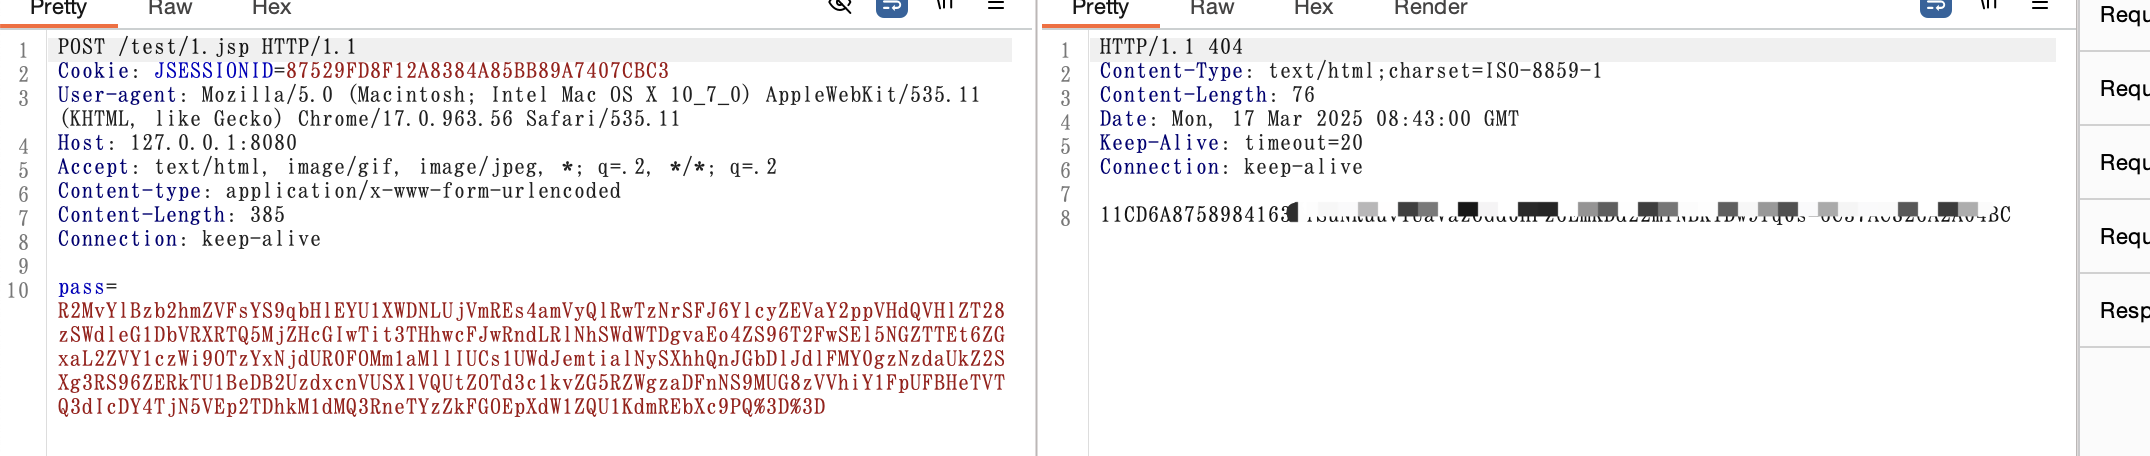 Pretty Raw Hex \n
Pretty Raw Hex Render \n
1 POST /test/1.jsp HTTP/1.1
2 Cookie: JSESSIONID=87529FD8F12A8384A85BB89A7407CBC3
3 User-agent: Mozilla/5.0 (Macintosh; Intel Mac OS X 10_7_0) AppleWebKit/535.11
(KHTML, like Gecko) Chrome/17.0.963.56 Safari/535.11
4 Host: 127.0.0.1:8080
5 Accept: text/html, image/gif, image/jpeg, *; q=.2, */*; q=.2
6 Content-type: application/x-www-form-urlencoded
7 Content-Length: 385
8 Connection: keep-alive
9
10 pass=
R2MvYlBzb2hmZVFsYS9qbHlEYU1XWDNLUjVmREs4amVyQlRwTzNrSFJ6YlcyZEVaY2ppVHdQVHlZT28
zSWdleG1DbVRXRTQ5MjZHcGIwTit3THhwcFJwRndLRlNhSWdWTDgvaEo4ZS96T2FwSEl5NGZTTEt6ZG
xaL2ZVY1czWi9OTzYxNjdUR0FOMm1aMllIUCs1UWdJemtialNySXhhQnJGbDlJdlFMY0gzNzdaUkZ2S
Xg3RS96ZERkTU1BeDB2UzdxcnVUSXlVQUtZOTd3c1kvZG5RZWgzaDFnNS9MUG8zVVhiY1FpUFBHeTVT
Q3dIcDY4TjN5VEp2TDhkM1dMQ3RneTYzZkFGOEpXdW1ZQU1KdmREbXc9PQ%3D%3D
1 HTTP/1.1 404
2 Content-Type: text/html;charset=ISO-8859-1
3 Content-Length: 76
4 Date: Mon, 17 Mar 2025 08:43:00 GMT
5 Keep-Alive: timeout=20
6 Connection: keep-alive
7
8 11CD6A8758984163
Requ
Requ
Requ
Requ
Resp